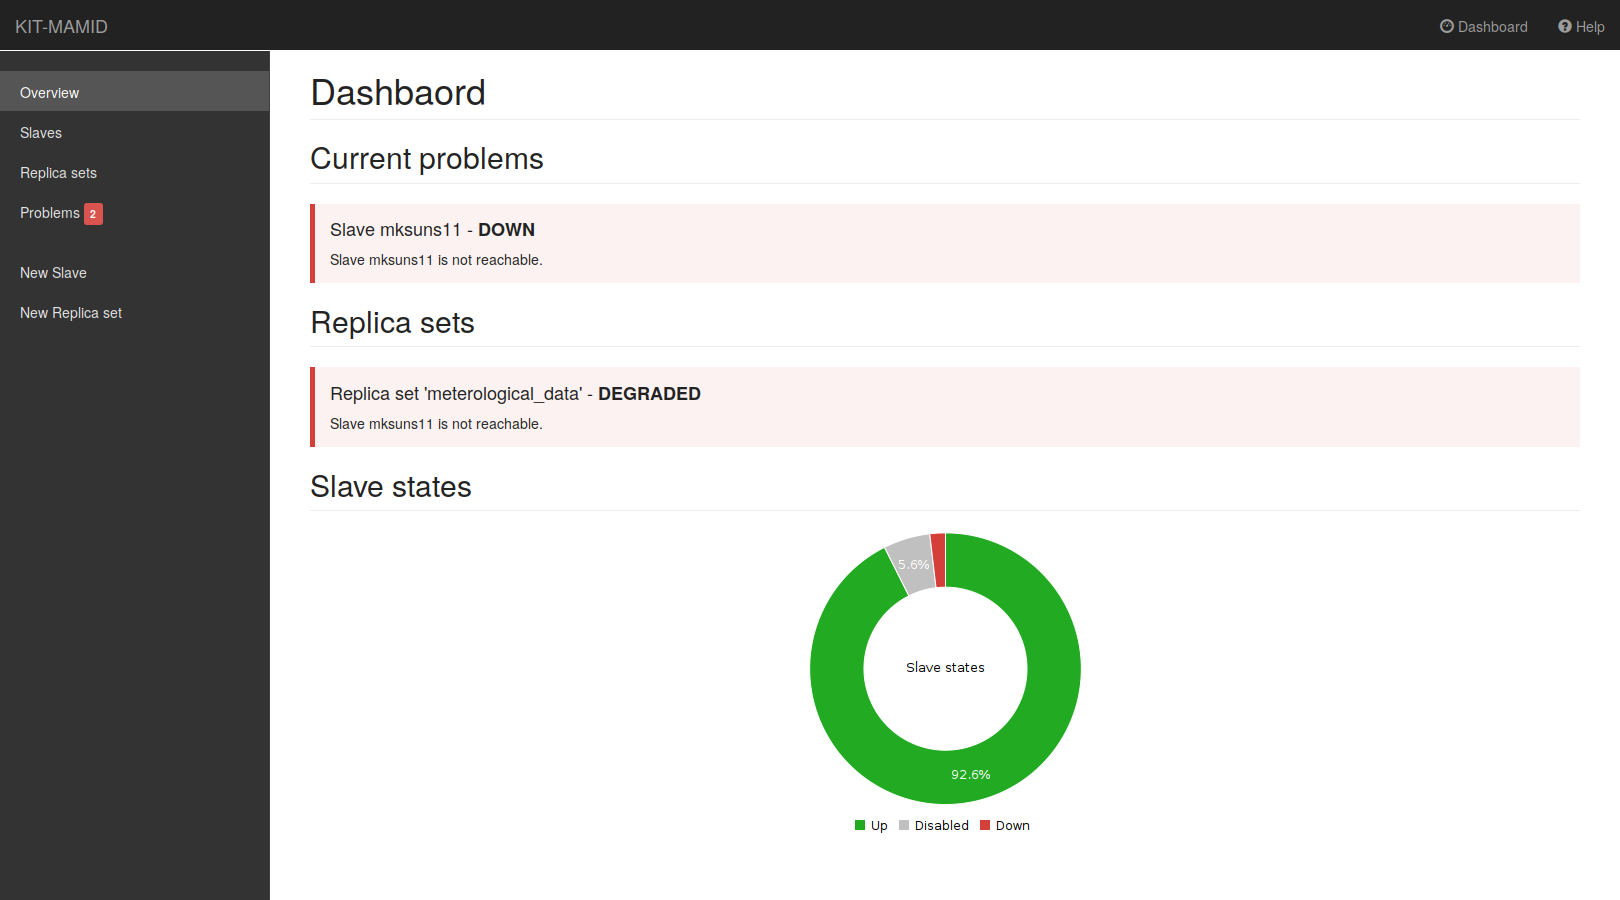 KIT-MAMID
Dashboard
Help
Overview
Slaves
Replica sets
Problems 2
New Slave
New Replica set
Dashbaord
Current problems
Slave mksuns11 - DOWN
Slave mksuns11 is not reachable.
Replica sets
Replica set 'meterological_data' - DEGRADED
Slave mksuns11 is not reachable.
Slave states
5.6%
Slave states
92.6%
Up
Disabled
Down